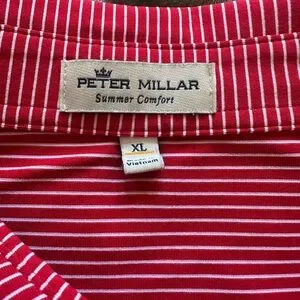 PETER MILLAR
Summer Comfort
XL
Vietnam